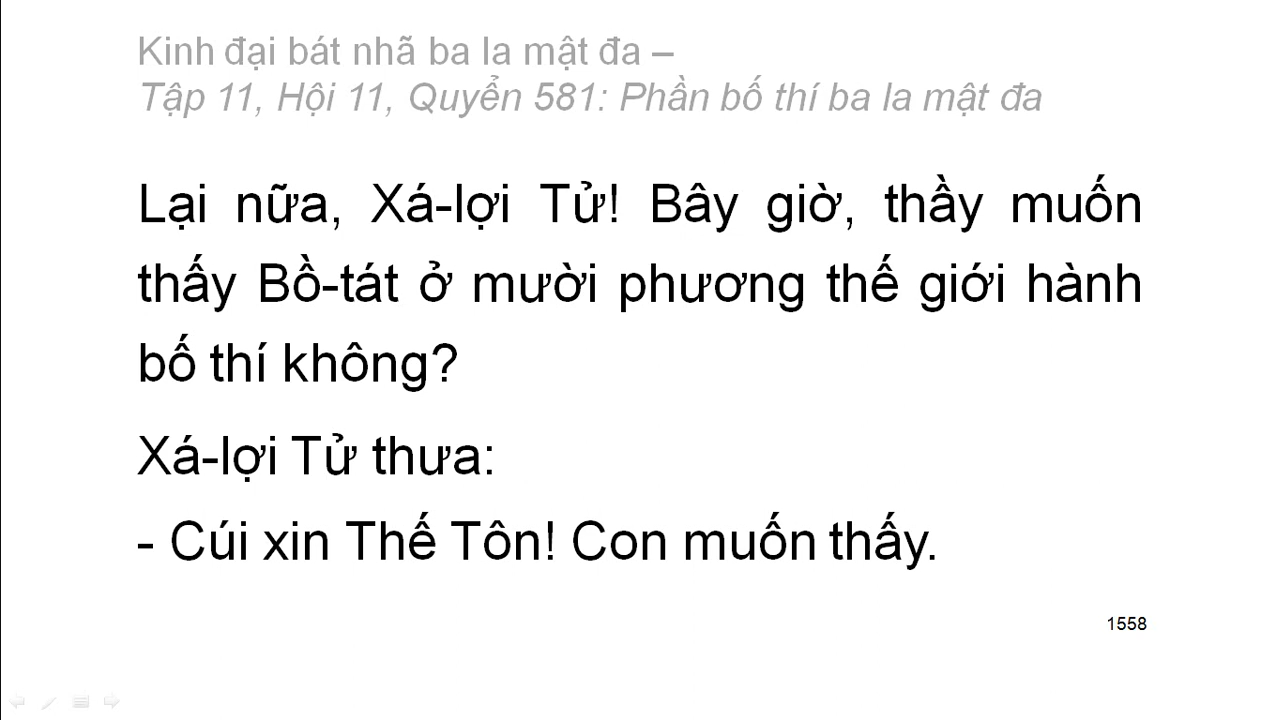 Kinh đại bát nhã ba la mật đa –
Tập 11, Hội 11, Quyển 581: Phần bố thí ba la mật đa
Lại nữa, Xá-lợi Tử! Bây giờ, thầy muốn
thấy Bồ-tát ở mười phương thế giới hành
bố thí không?
Xá-lợi Tử thưa:
- Cúi xin Thế Tôn! Con muốn thấy.
1558